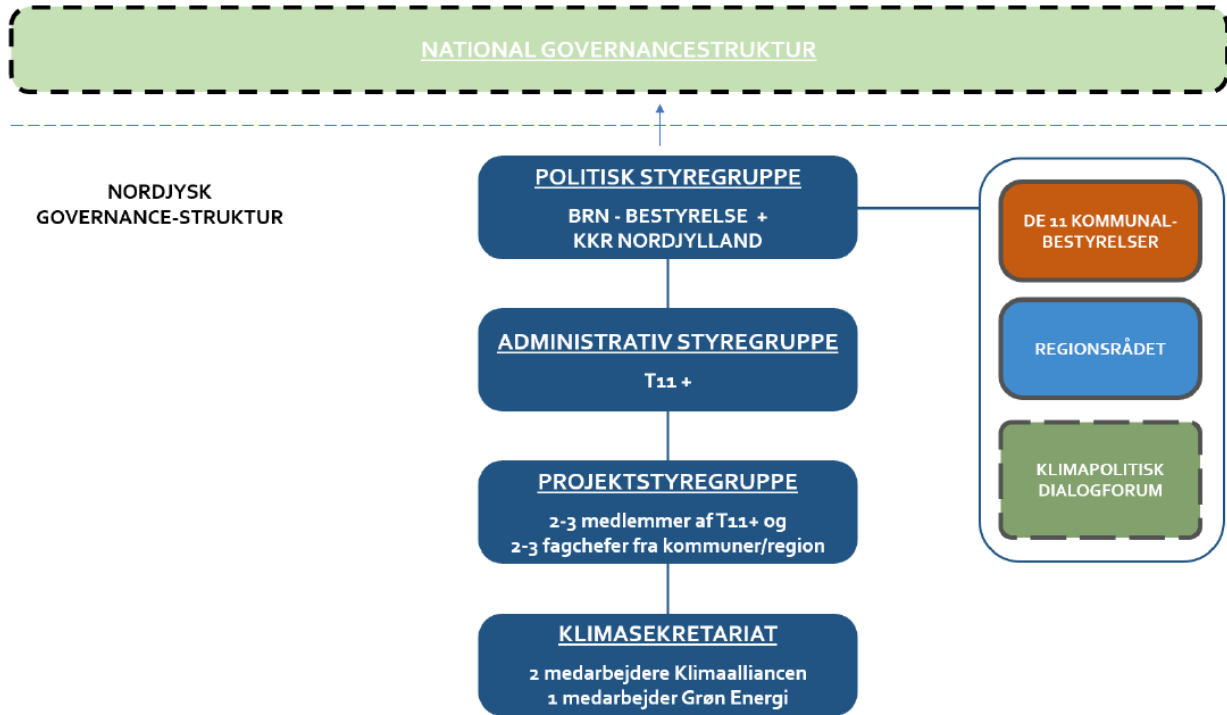 NATIONAL GOVERNANCESTRUKTUR
NORDJYSK
GOVERNANCE-STRUKTUR
POLITISK STYREGRUPPE
BRN - BESTYRELSE +
KKR NORDJYLLAND
ADMINISTRATIV STYREGRUPPE
T11 +
PROJEKTSTYREGRUPPE
2-3 medlemmer af T11+ og
2-3 fagchefer fra kommuner/region
KLIMASEKRETARIAT
2 medarbejdere Klimaalliancen
1 medarbejder Grøn Energi
DE 11 KOMMUNAL-
BESTYRELSER
REGIONSRÅDET
KLIMAPOLITISK
DIALOGFORUM